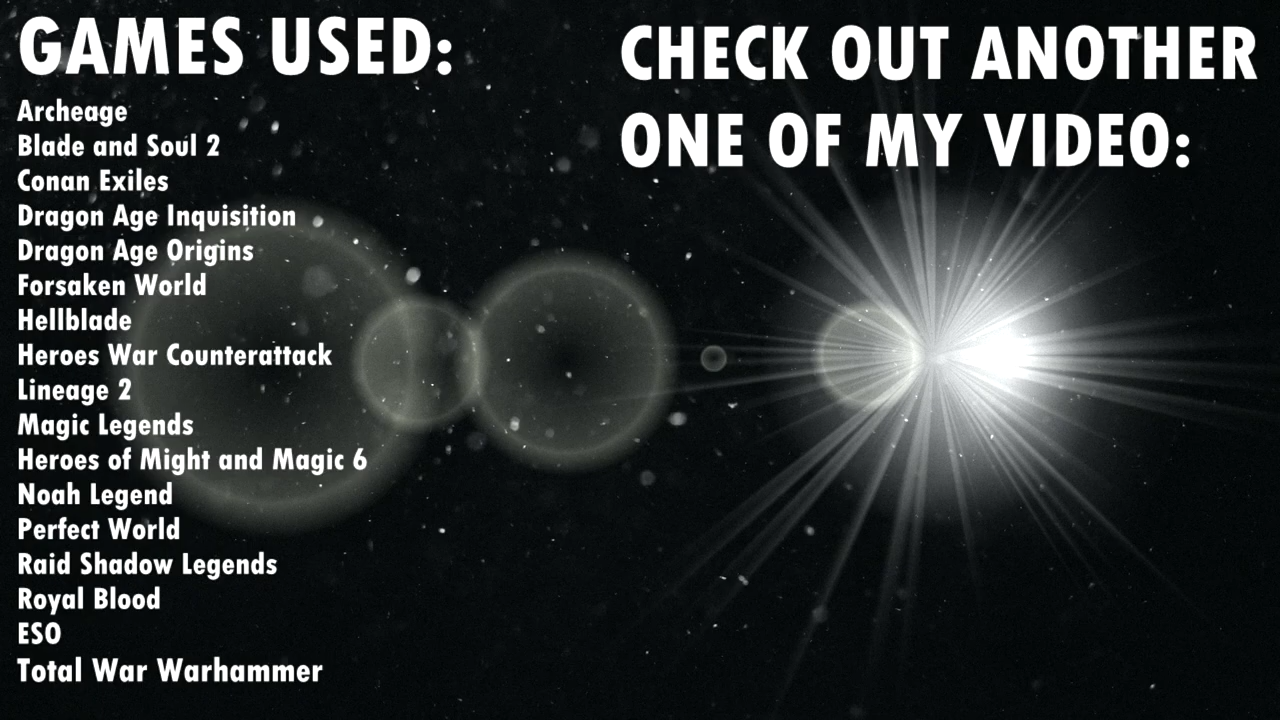 GAMES USED:
Archeage
Blade and Soul 2
Conan Exiles
Dragon Age Inquisition
Dragon Age Origins
Forsaken World
Hellblade
Heroes War Counterattack
Lineage 2
Magic Legends
Heroes of Might and Magic 6
Noah Legend
Perfect World
Raid Shadow Legends
Royal Blood
ESO
Total War Warhammer
CHECK OUT ANOTHER
ONE OF MY VIDEO: